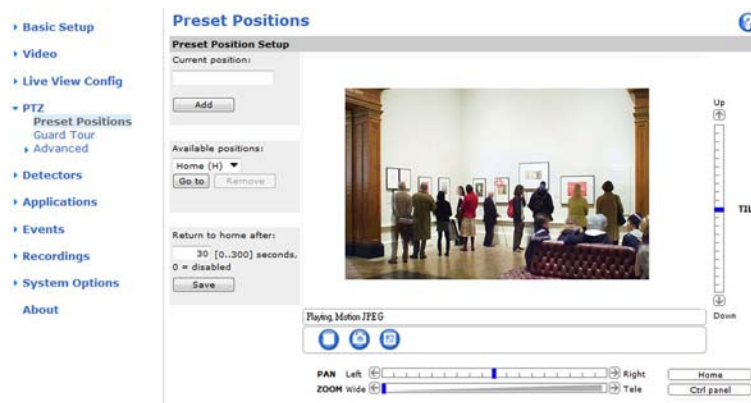 Basic Setup
Video
Live View Config
PTZ
Preset Positions
Guard Tour
Advanced
Detectors
Applications
Events
Recordings
System Options
About
Preset Positions
?
Preset Position Setup
Current position:
Add
Available positions:
Home (H)
Go to Remove
Return to home after:
30 [0..300] seconds,
0 = disabled
Save
Up
TIL
Down
Playing, Motion JPEG
PAN Left Right Home
ZOOM Wide Tele Ctrl panel